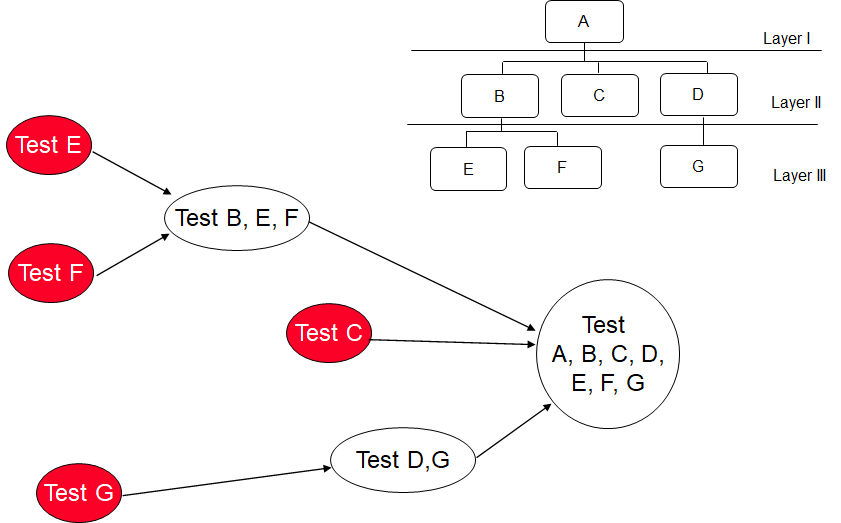 A
Layer I
B
C
D
Layer II
E
F
G
Layer III
Test E
Test B, E, F
Test F
Test C
Test
A, B, C, D,
E, F, G
Test D,G
Test G